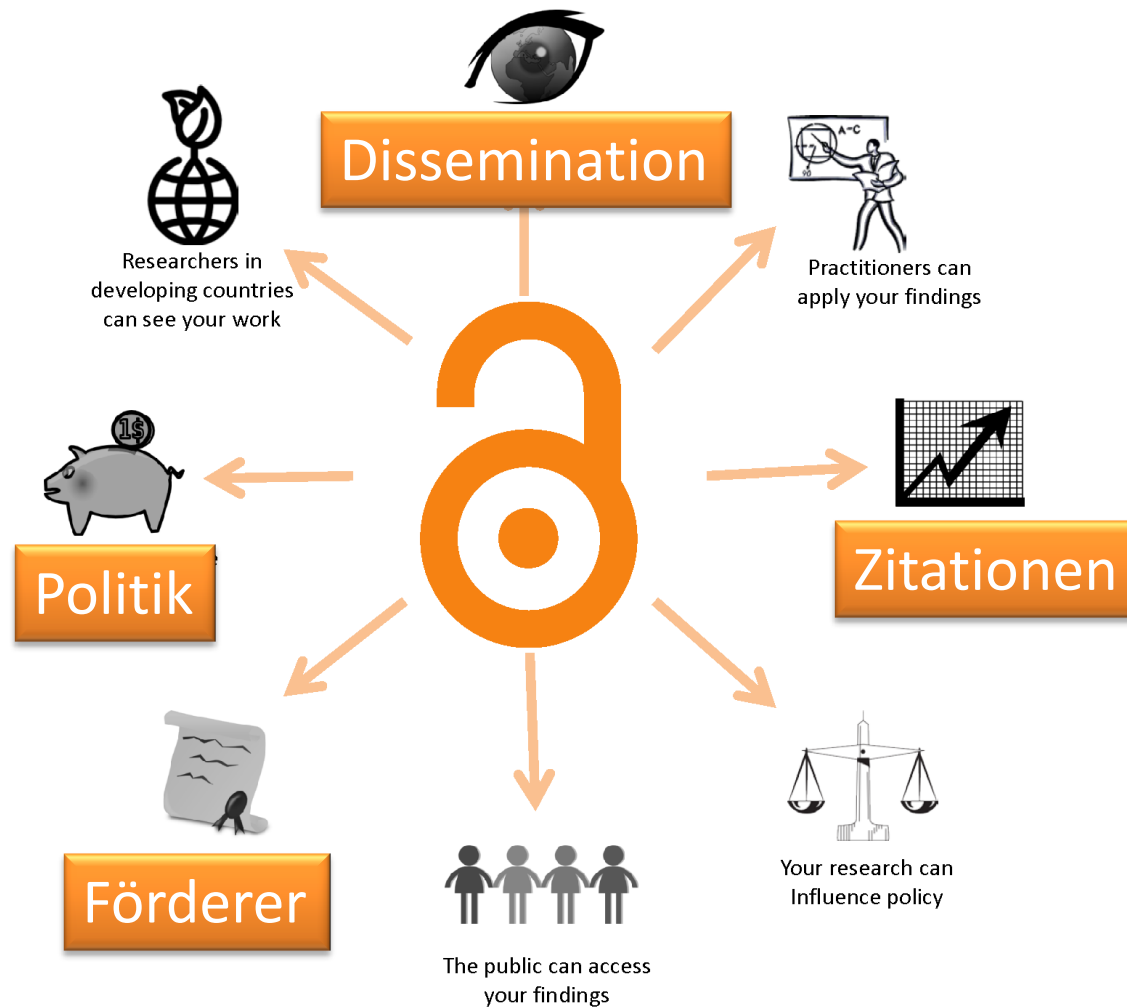 Dissemination
A-C
90
Researchers in
developing countries
can see your work
Practitioners can
apply your findings
1$
Politik
Zitationen
Förderer
Your research can
Influence policy
The public can access
your findings